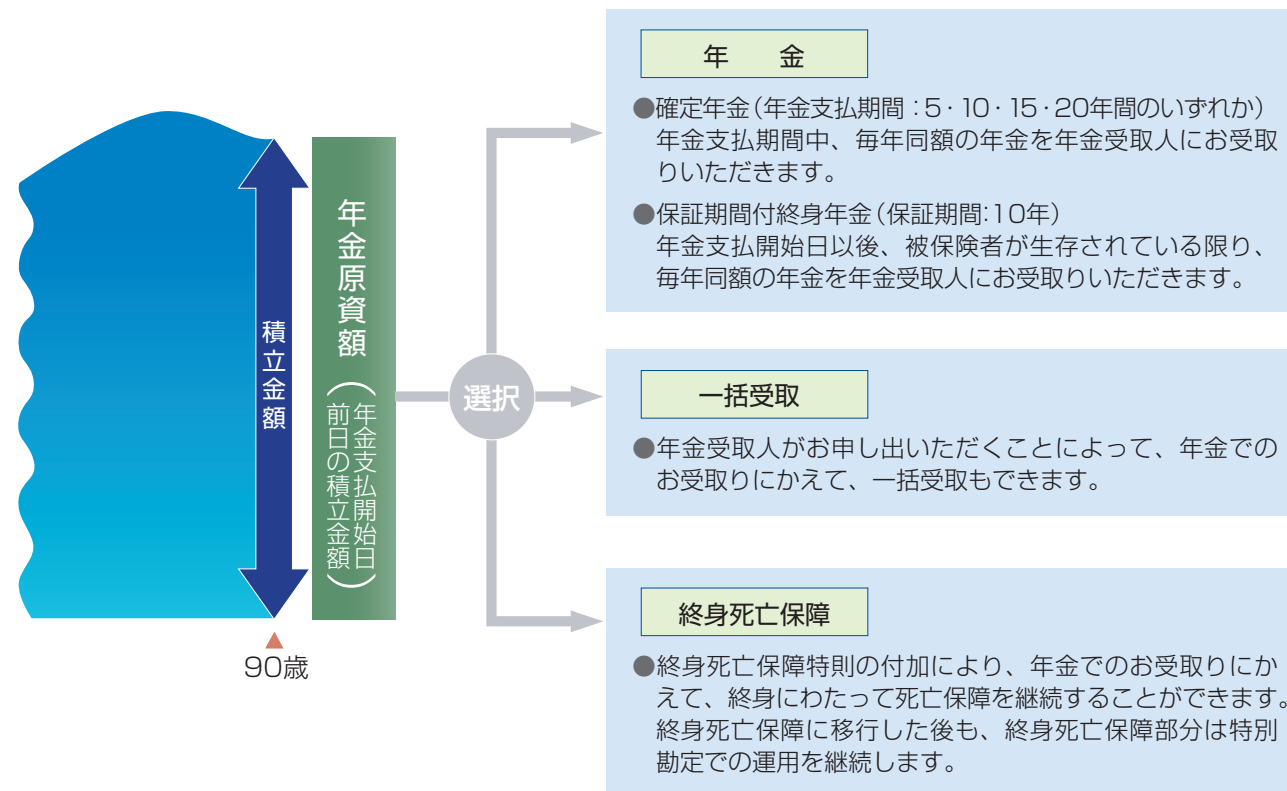 積立金額
90歳
年金原資額
(年金支払開始日
前日の積立金額)
選択
年　金
●確定年金(年金支払期間:5・10・15・20年間のいずれか)
年金支払期間中、毎年同額の年金を年金受取人にお受取
りいただきます。
●保証期間付終身年金(保証期間:10年)
年金支払開始日以後、被保険者が生存されている限り、
毎年同額の年金を年金受取人にお受取りいただきます。
一括受取
●年金受取人がお申し出いただくことによって、年金での
お受取りにかえて、一括受取もできます。
終身死亡保障
●終身死亡保障特則の付加により、年金でのお受取りにか
えて、終身にわたって死亡保障を継続することができます。
終身死亡保障に移行した後も、終身死亡保障部分は特別
勘定での運用を継続します。